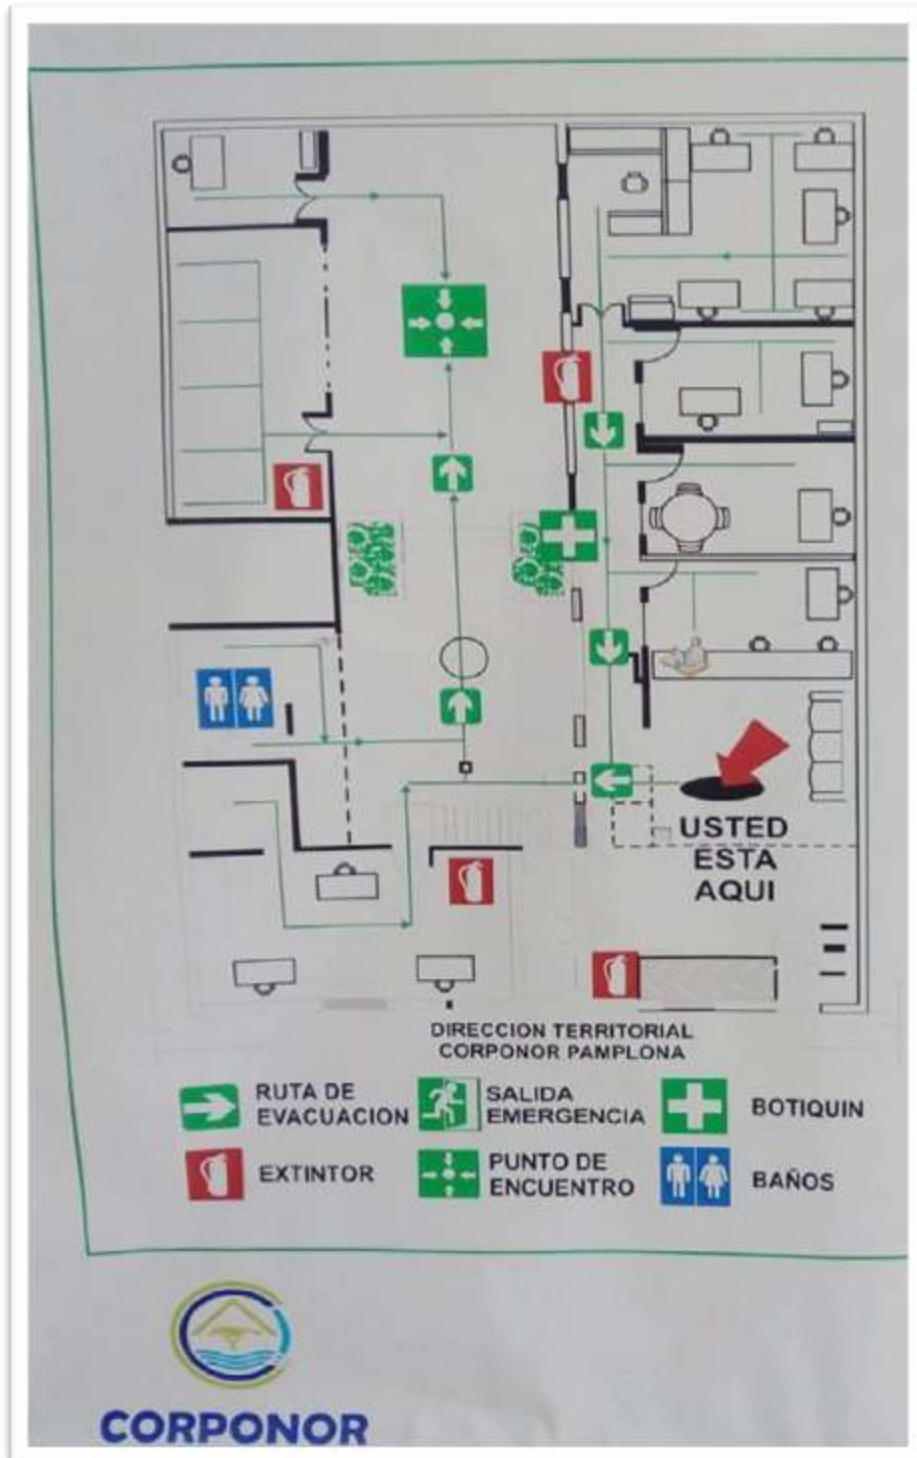 USTED
ESTA
AQUI
DIRECCION TERRITORIAL
CORPONOR PAMPLONA
RUTA DE
EVACUACION
SALIDA
EMERGENCIA
BOTIQUIN
EXTINTOR
PUNTO DE
ENCUENTRO
BAÑOS
CORPONOR